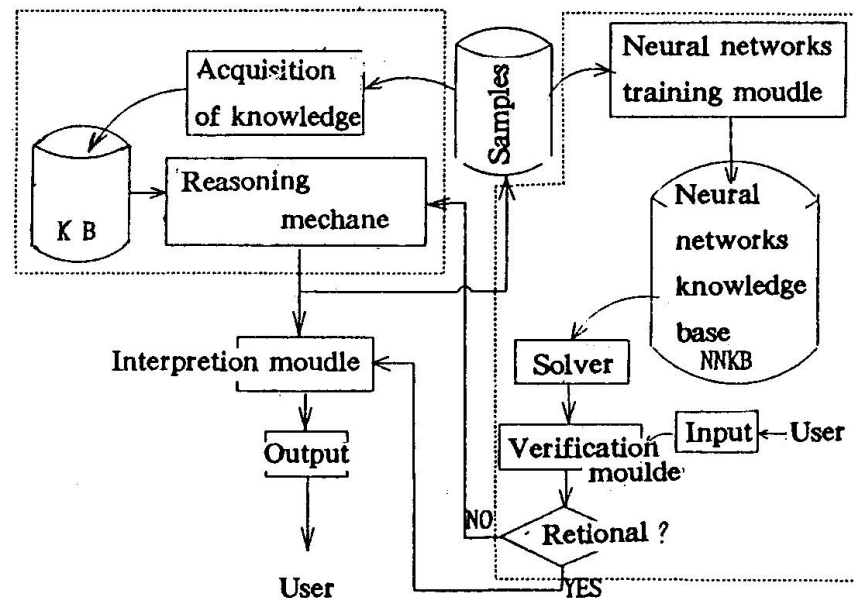 Acquisition
of knowledge
Samples
Neural networks
training moudle
K B
Reasoning
mechane
Neural
networks
knowledge
base
NNKB
Interpretion moudle
Solver
Output
Verification
moulde
Input
User
NO
Retional ?
YES
User